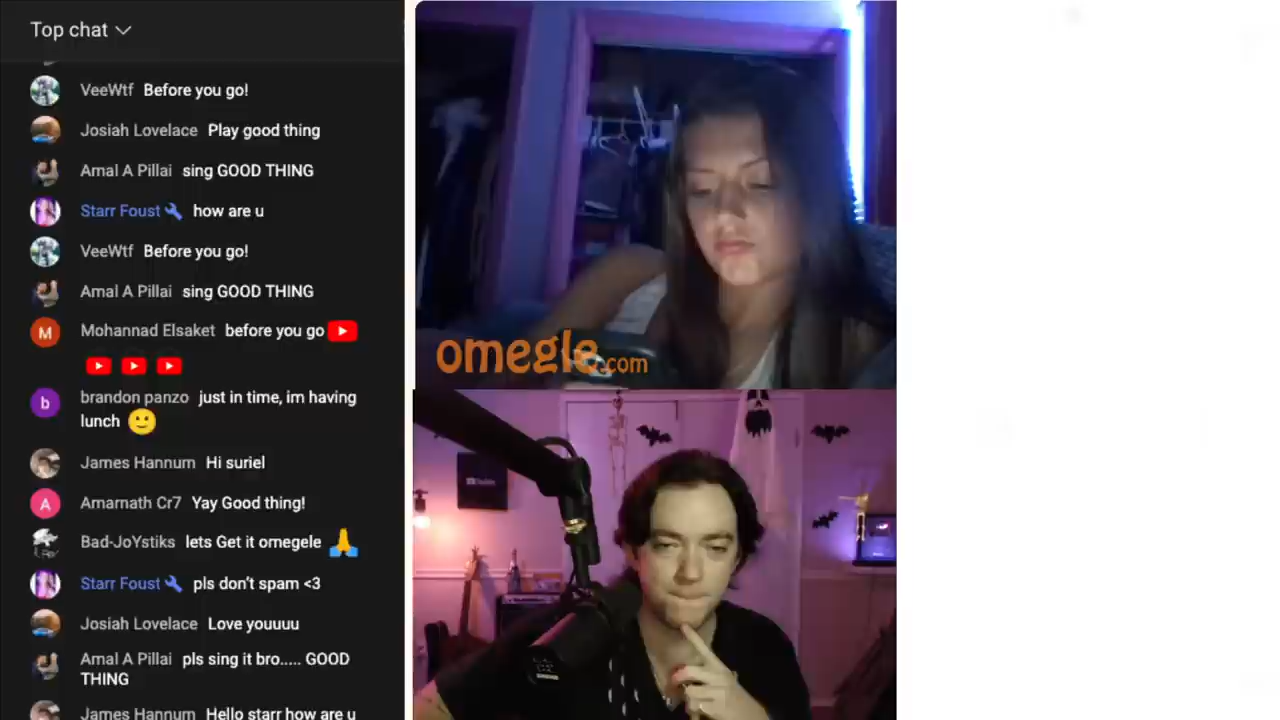 Top chat
VeeWtf Before you go!
Josiah Lovelace Play good thing
Amal A Pillai sing GOOD THING
Starr Foust how are u
VeeWtf Before you go!
Amal A Pillai sing GOOD THING
M Mohannad Elsaket before you go
b brandon panzo just in time, im having
lunch
James Hannum Hi suriel
A Amarnath Cr7 Yay Good thing!
Bad-JoYstiks lets Get it omegele
Starr Foust pls don't spam <3
Josiah Lovelace Love youuuu
Amal A Pillai pls sing it bro..... GOOD
THING
James Hannum Hello starr how are u
omegle.com
YouTube